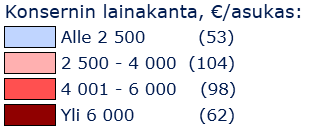 Konsernin lainakanta, €/asukas:
Alle 2 500 (53)
2 500 - 4 000 (104)
4 001 - 6 000 (98)
Yli 6 000 (62)